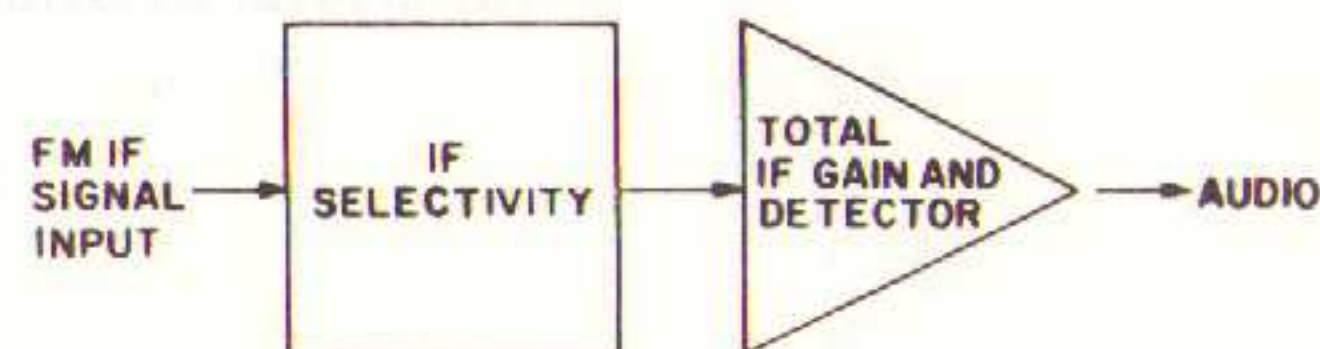 FM IF
SIGNAL
INPUT
IF
SELECTIVITY
TOTAL
IF GAIN AND
DETECTOR
AUDIO